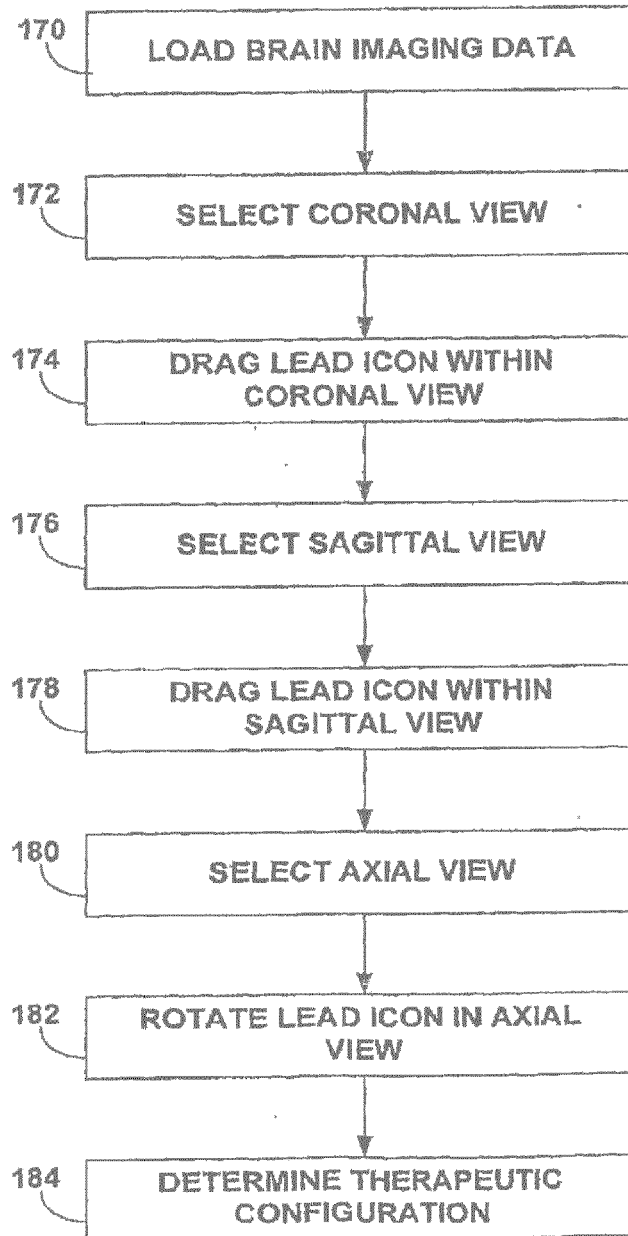 170
LOAD BRAIN IMAGING DATA
172
SELECT CORONAL VIEW
174
DRAG LEAD ICON WITHIN
CORONAL VIEW
176
SELECT SAGITTAL VIEW
178
DRAG LEAD ICON WITHIN
SAGITTAL VIEW
180
SELECT AXIAL VIEW
182
ROTATE LEAD ICON IN AXIAL
VIEW
184
DETERMINE THERAPEUTIC
CONFIGURATION